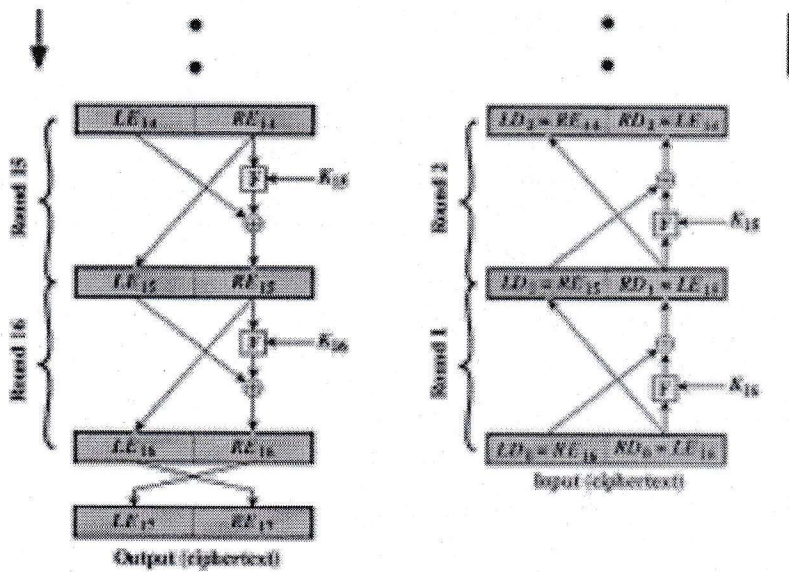 LE14 RE14
Round 15
F
K15
LE15 RE15
Round 16
F
K16
LE16 RE16
LE17 RE17
Output (ciphertext)
LD2 = RE14 RD2 = LE14
Round 2
F
K15
LD1 = RE15 RD1 = LE15
Round 1
F
K16
LD0 = RE16 RD0 = LE16
Input (ciphertext)